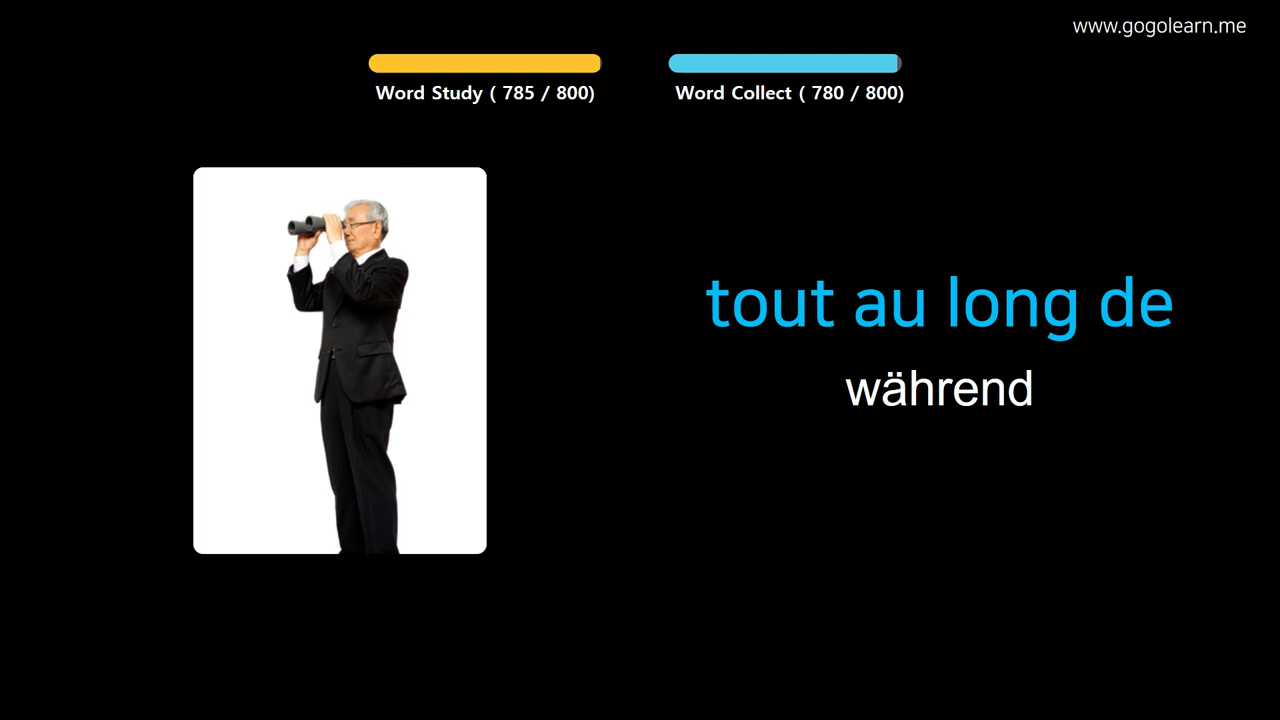 www.gogolearn.me
Word Study ( 785 / 800)
Word Collect ( 780 / 800)
tout au long de
während